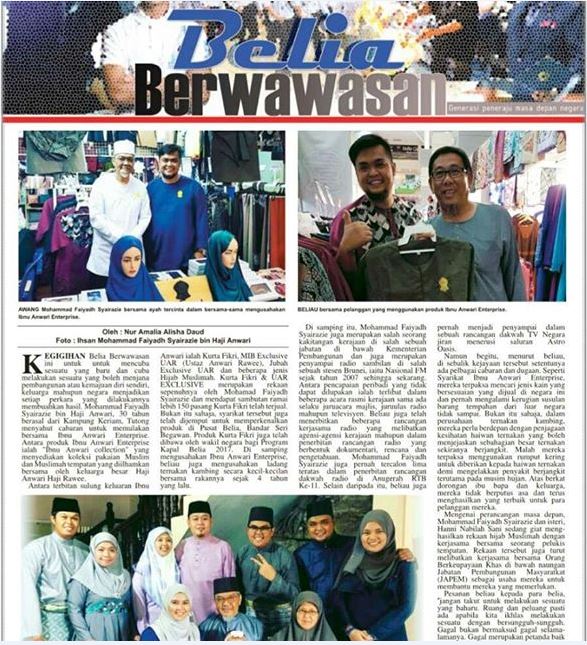 Belia
Berwawasan
Generasi peneraju masa depan negara
AWANG Mohammad Faiyadh Syairazie bersama ayah tercinta dalam bersama-sama mengusahakan
Ibnu Anwari Enterprise.
BELIAU bersama pelanggan yang menggunakan produk Ibnu Anwari Enterprise.
Oleh : Nur Amalia Alisha Daud
Foto : Ihsan Mohammad Faiyadh Syairazie bin Haji Anwari
KEGIGIHAN Belia Berwawasan
ini untuk untuk mencuba
sesuatu yang baru dan cuba
melakukan sesuatu yang boleh menjana
pembangunan atau kemajuan diri sendiri,
keluarga mahupun negara menjadikan
setiap perkara yang dilakukannya
membuahkan hasil. Mohammad Faiyadh
Syairazie bin Haji Anwari, 30 tahun
berasal dari Kampung Keriam, Tutong
menyahut cabaran untuk memulakan
bersama Ibnu Anwari Enterprise.
Antara produk Ibnu Anwari Enterprise
ialah "Ibnu Anwari collection" yang
menyediakan koleksi pakaian Muslim
dan Muslimah tempatan yang diilhamkan
bersama oleh keluarga besar Haji
Anwari Haji Rawee.
Antara terbitan sulung keluaran Ibnu
Anwari ialah Kurta Fikri, MIB Exclusive
UAR (Ustaz Anwari Rawee), Jubah
Exclusive UAR dan beberapa jenis
Hijab Muslimah. Kurta Fikri & UAR
EXCLUSIVE merupakan rekaan
sepenuhnya oleh Mohamad Faiyadh
Syairazie dan mendapat sambutan ramai
lebih 150 pasang Kurta Fikri telah terjual.
Bukan itu sahaja, syarikat tersebut juga
telah dijemput untuk memperkenalkan
produk di Pusat Belia, Bandar Seri
Begawan. Produk Kurta Fikri juga telah
dibawa oleh wakil negara bagi Program
Kapal Belia 2017. Di samping
mengusahakan Ibnu Anwari Enterprise,
beliau juga mengusahakan ladang
ternakan kambing secara kecil-kecilan
bersama rakannya sejak 4 tahun
yang lalu.
Di samping itu, Mohammad Faiyadh
Syairazie juga merupakan salah seorang
kakitangan kerajaan di salah sebuah
jabatan di bawah Kementerian
Pembangunan dan juga merupakan
penyampai radio sambilan di salah
sebuah stesen Brunei, iaitu Nasional FM
sejak tahun 2007 sehingga sekarang.
Antara pencapaian peribadi yang tidak
dapat dilupakan ialah terlibat dalam
beberapa acara rasmi kerajaan sama ada
selaku juruacara majlis, jurulatih radio
mahupun televisyen. Beliau juga telah
menerbitkan beberapa rancangan
kerjasama radio yang melibatkan
agensi-agensi kerajaan mahupun dalam
penerbitan rancangan radio yang
berbentuk dokumentari, rencana dan
pengetahuan. Mohammad Faiyadh
Syairazie juga pernah tercalon lima
teratas dalam penerbitan rancangan
dakwah radio di Anugerah RTB
Ke-11. Selain daripada itu, beliau juga
pernah menjadi penyampai dalam
sebuah rancangan dakwah TV Negara
jiran menerusi saluran Astro
Oasis.
Namun begitu, menurut beliau,
di sebalik kejayaan tersebut setentunya
ada pelbagai cabaran dan dugaan. Seperti
Syarikat Ibnu Anwari Enterprise,
mereka terpaksa mencari jenis kain yang
bersesuaian yang dijual di negara ini
dan pernah mengalami kerugian susulan
barang tempahan dari luar negara
tidak sampai. Bukan itu sahaja, dalam
perusahaan ternakan kambing,
mereka perlu berdepan dengan penjagaan
kesihatan haiwan ternakan yang boleh
menjejaskan sebahagian besar ternakan
sekiranya berjangkit. Malah mereka
terpaksa menggunakan rumput kering
untuk diberikan kepada haiwan ternakan
demi mengelakkan penyakit berjangkit
terutama pada musim hujan. Atas berkat
dorongan ibu bapa dan keluarga,
mereka tidak berputus asa dan terus
menghasilkan yang terbaik untuk para
pelanggan.
Mengenai perancangan masa depan,
Mohammad Faiyadh Syairazie dan isteri,
Hanni Nabilah Sani sedang giat meng-
hasilkan rekaan hijab Muslimah dengan
kerjasama bersama seorang pelukis
tempatan. Rekaan tersebut juga turut
melibatkan kerjasama bersama Orang
Berkeupayaan Khas di bawah naungan
Jabatan Pembangunan Masyarakat
(JAPEM) sebagai usaha mereka untuk
membantu mereka yang memerlukan.
Pesanan beliau kepada para belia,
"jangan takut untuk melakukan sesuatu
yang baharu. Ruang dan peluang pasti
ada apabila kita ikhlas melakukan
sesuatu dengan bersungguh-sungguh.
Gagal bukan bermaksud gagal selama-
lamanya. Gagal merupakan petanda baik